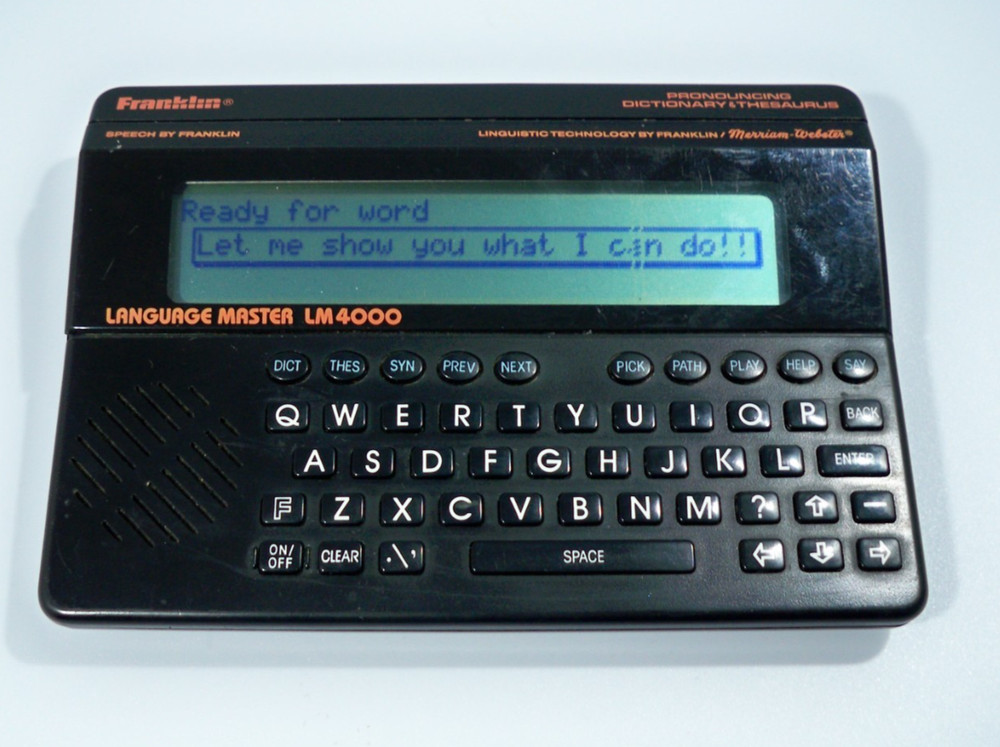 Franklin®
PRONOUNCING
DICTIONARY & THESAURUS
SPEECH BY FRANKLIN
LINGUISTIC TECHNOLOGY BY FRANKLIN / Merriam-Webster®
Ready for word
Let me show you what I can do!!
LANGUAGE MASTER LM4000
DICT THES SYN PREV NEXT PICK PATH PLAY HELP SAY
Q W E R T Y U I O P BACK
A S D F G H J K L ENTER
F Z X C V B N M ? ⇧ —
ON/
OFF CLEAR .\' SPACE ⇦ ⇩ ⇨